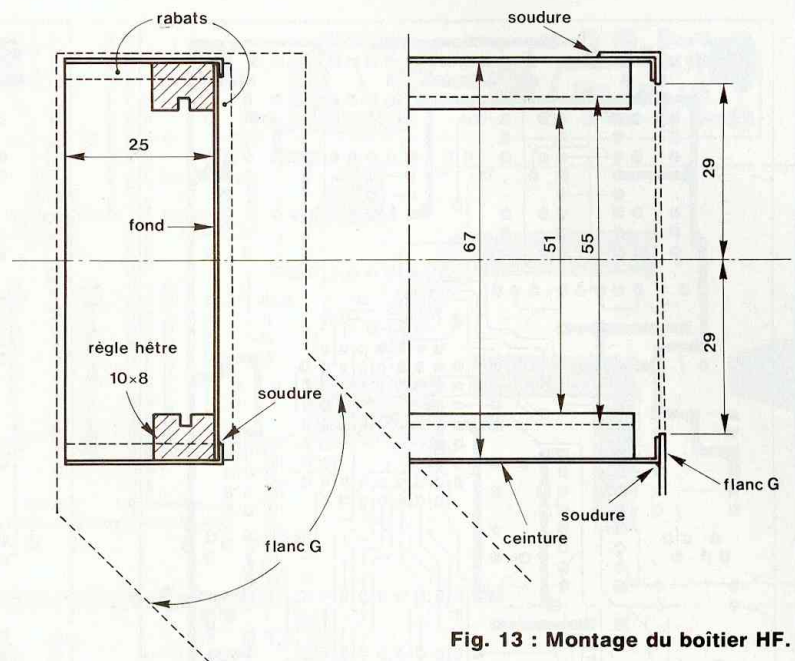 rabats
soudure
25
fond
règle hêtre
10×8
soudure
flanc G
67
51
55
29
29
flanc G
soudure
ceinture
Fig. 13 : Montage du boîtier HF.